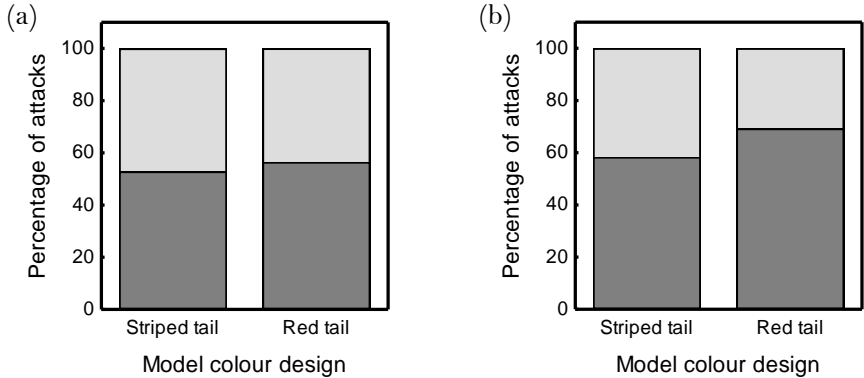 (a)
Percentage of attacks
100
80
60
40
20
0
Striped tail Red tail
Model colour design
(b)
Percentage of attacks
100
80
60
40
20
0
Striped tail Red tail
Model colour design